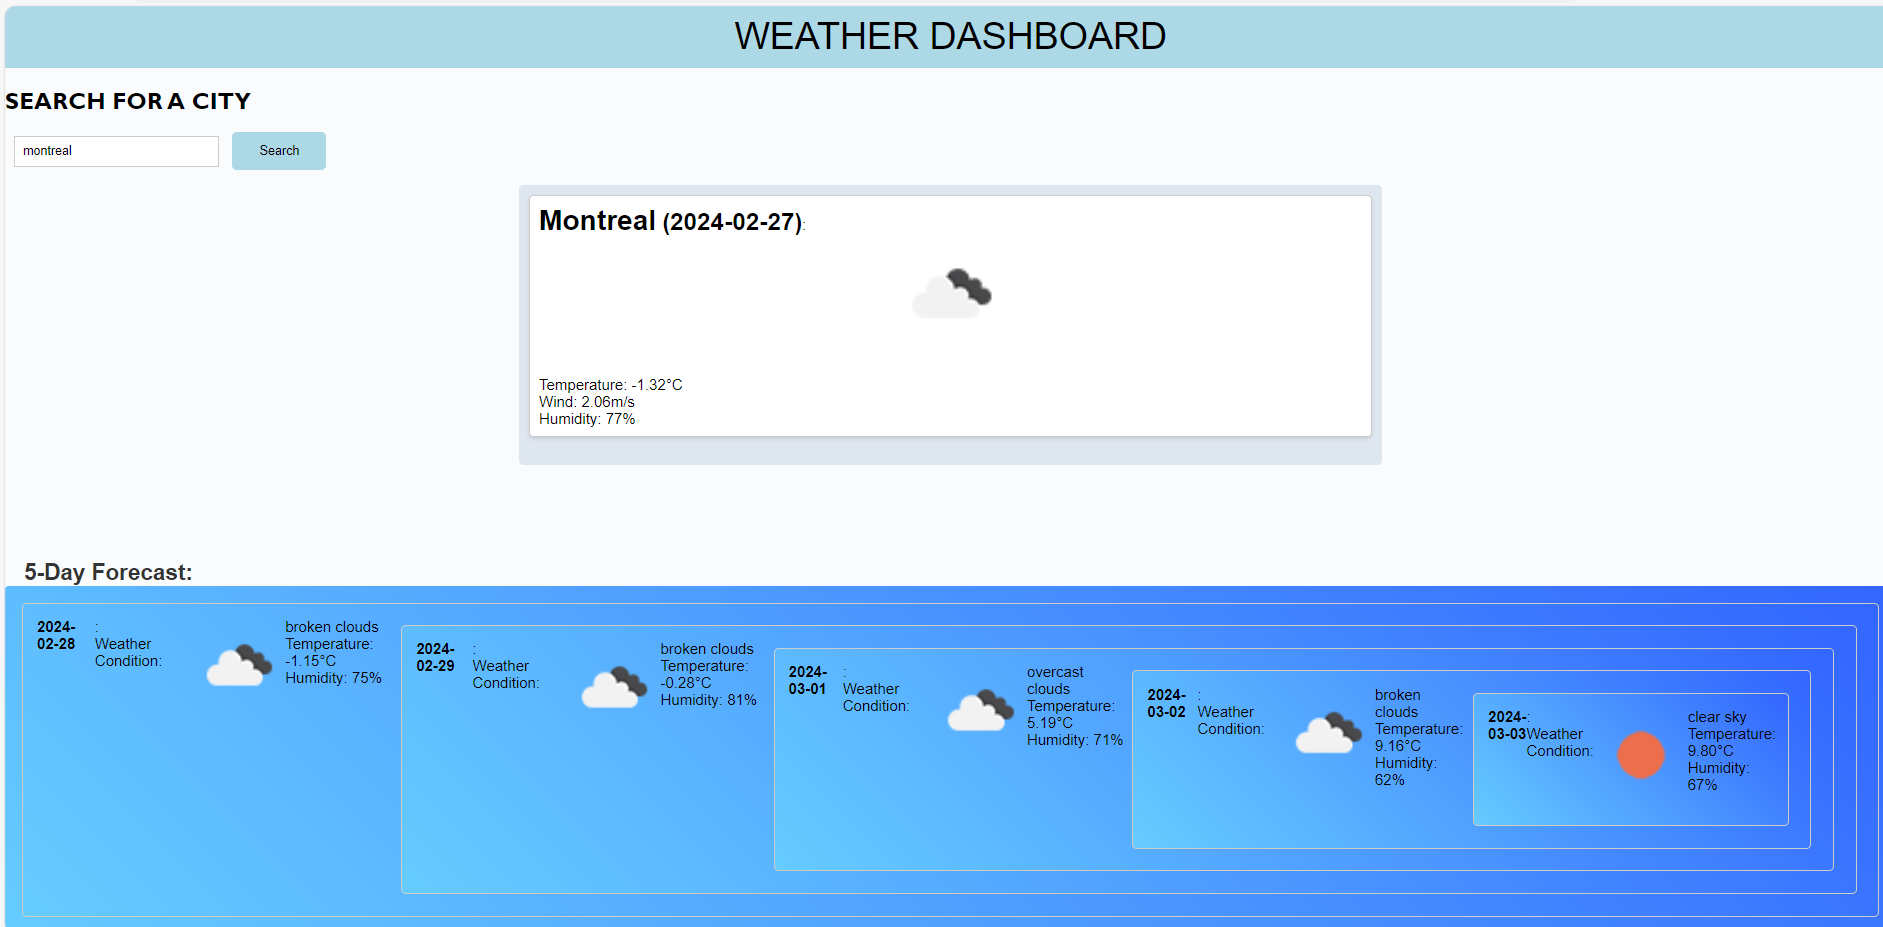 WEATHER DASHBOARD
SEARCH FOR A CITY
montreal
Search
Montreal (2024-02-27):
Temperature: -1.32°C
Wind: 2.06m/s
Humidity: 77%
5-Day Forecast:
2024-
02-28
:
Weather
Condition:
broken clouds
Temperature:
-1.15°C
Humidity: 75%
2024-
02-29
:
Weather
Condition:
broken clouds
Temperature:
-0.28°C
Humidity: 81%
2024-
03-01
:
Weather
Condition:
overcast
clouds
Temperature:
5.19°C
Humidity: 71%
2024-
03-02
:
Weather
Condition:
broken
clouds
Temperature:
9.16°C
Humidity:
62%
2024-
03-03
:
Weather
Condition:
clear sky
Temperature:
9.80°C
Humidity:
67%